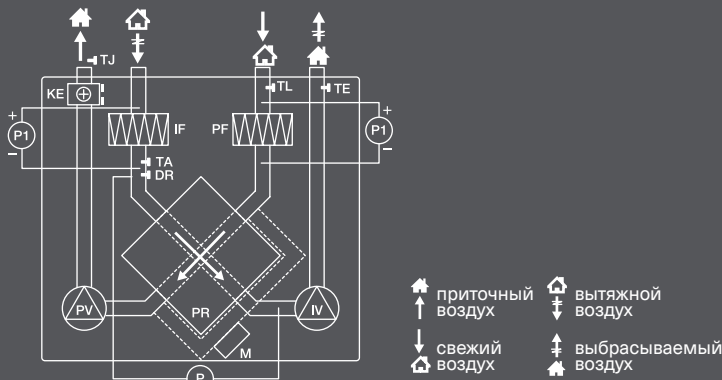 TJ
KE
TL
TE
+
P1
−
IF
PF
+
P1
−
TA
DR
PV
PR
IV
M
P
приточный
воздух
вытяжной
воздух
свежий
воздух
выбрасываемый
воздух